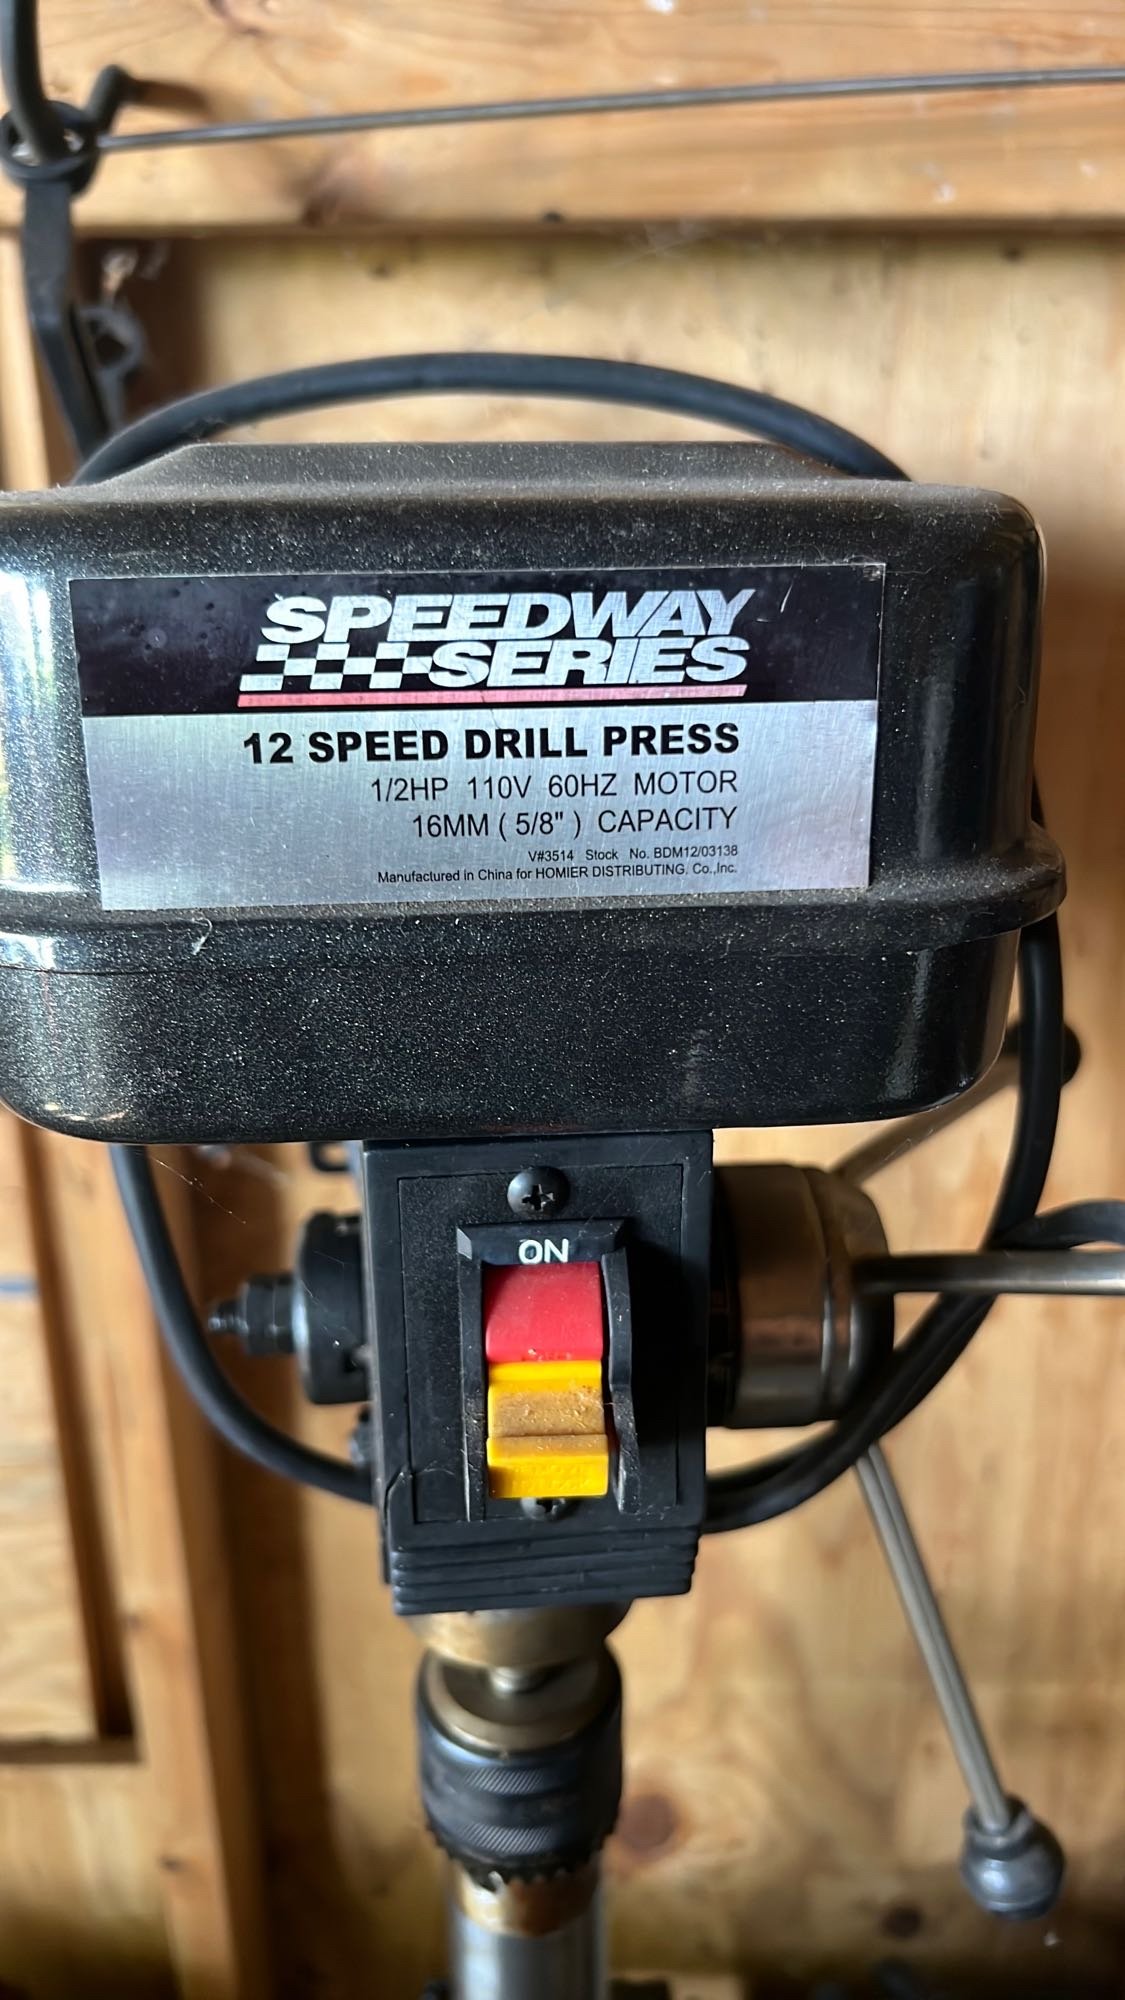 SPEEDWAY
SERIES
12 SPEED DRILL PRESS
1/2HP 110V 60HZ MOTOR
16MM ( 5/8" ) CAPACITY
V#3514 Stock No. BDM12/03138
Manufactured in China for HOMIER DISTRIBUTING. Co.,Inc.
ON